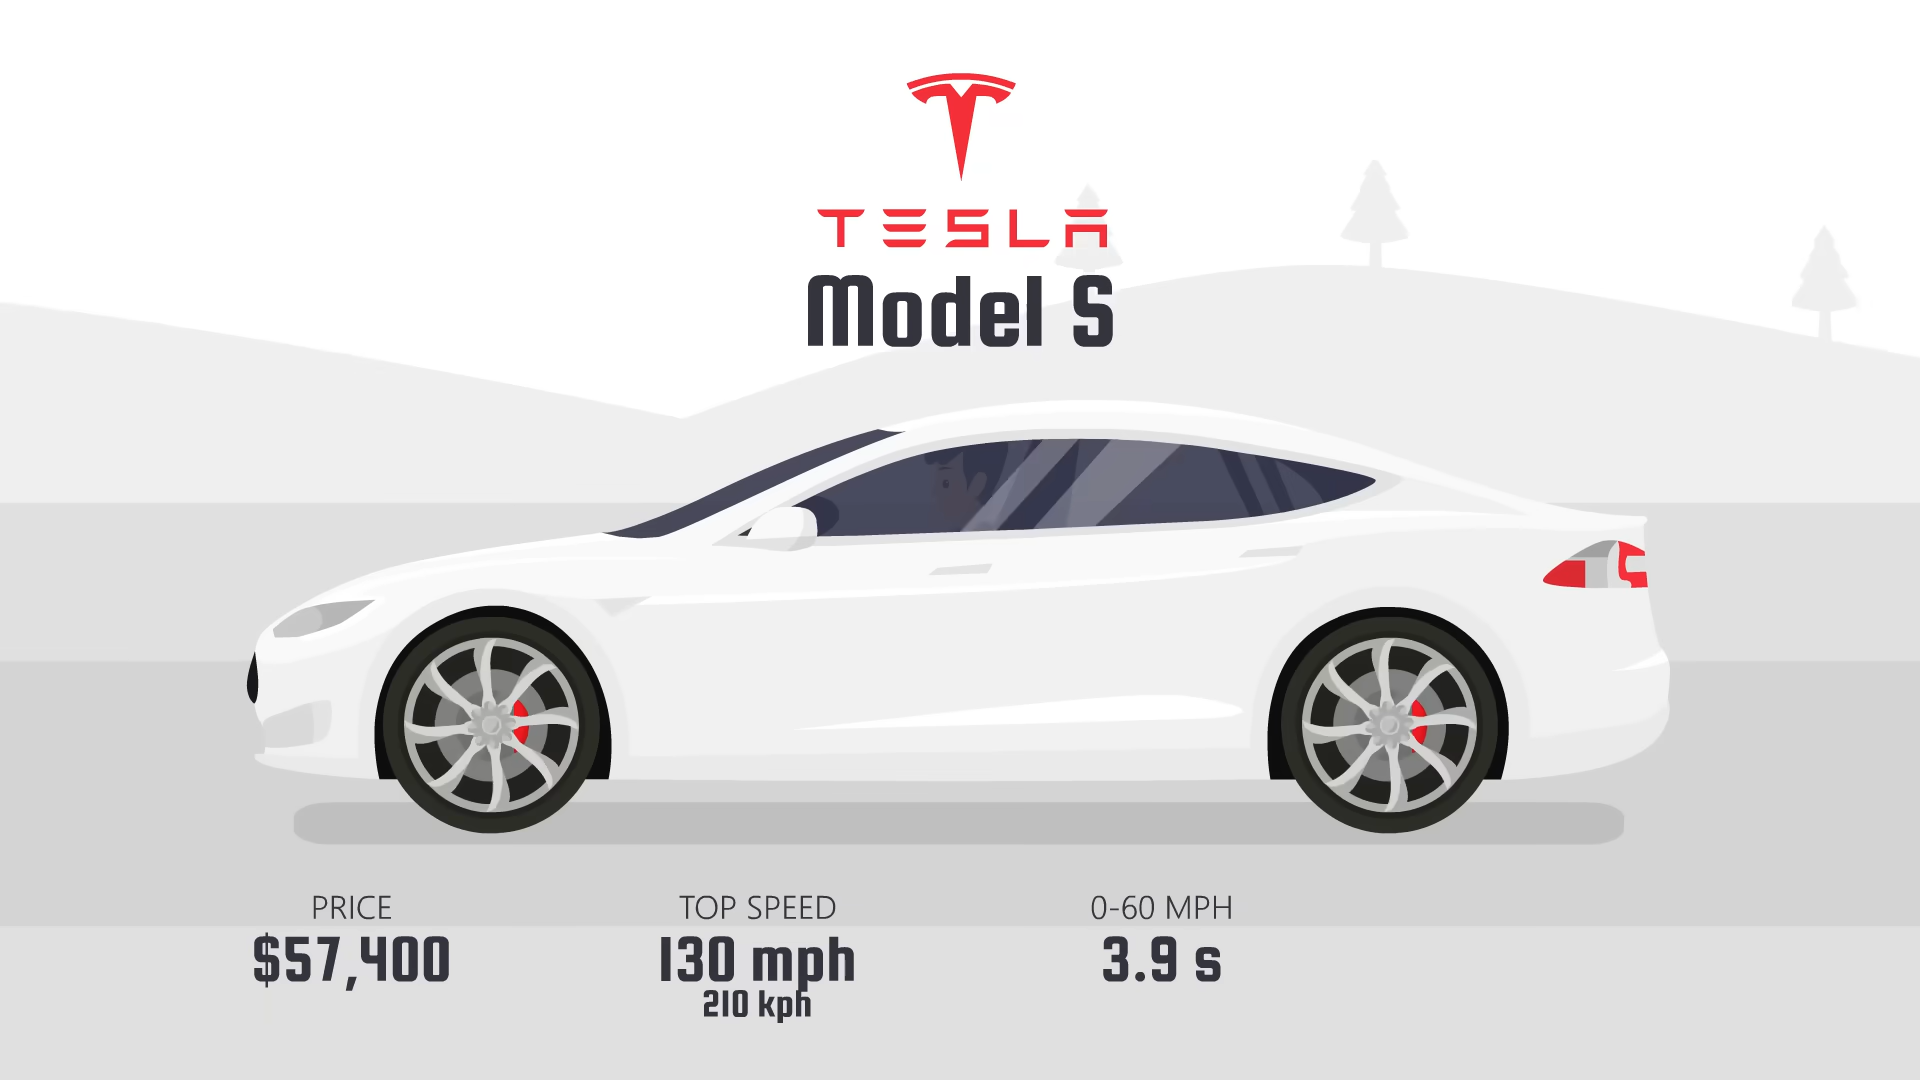 TESLA
Model S
PRICE
$57,400
TOP SPEED
130 mph
210 kph
0-60 MPH
3.9 s